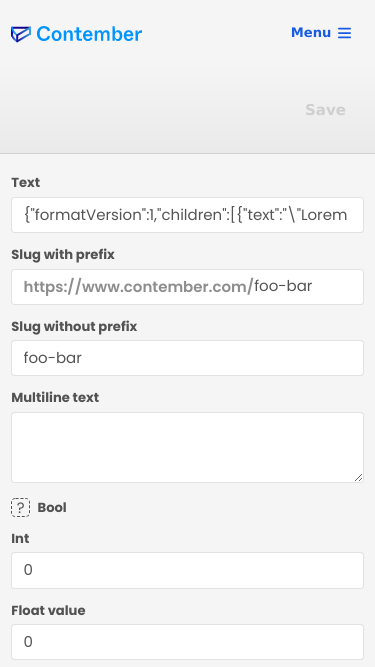 Contember
Menu
Save
Text
{"formatVersion":1,"children":[{"text":"\"Lorem
Slug with prefix
https://www.contember.com/foo-bar
Slug without prefix
foo-bar
Multiline text
? Bool
Int
0
Float value
0